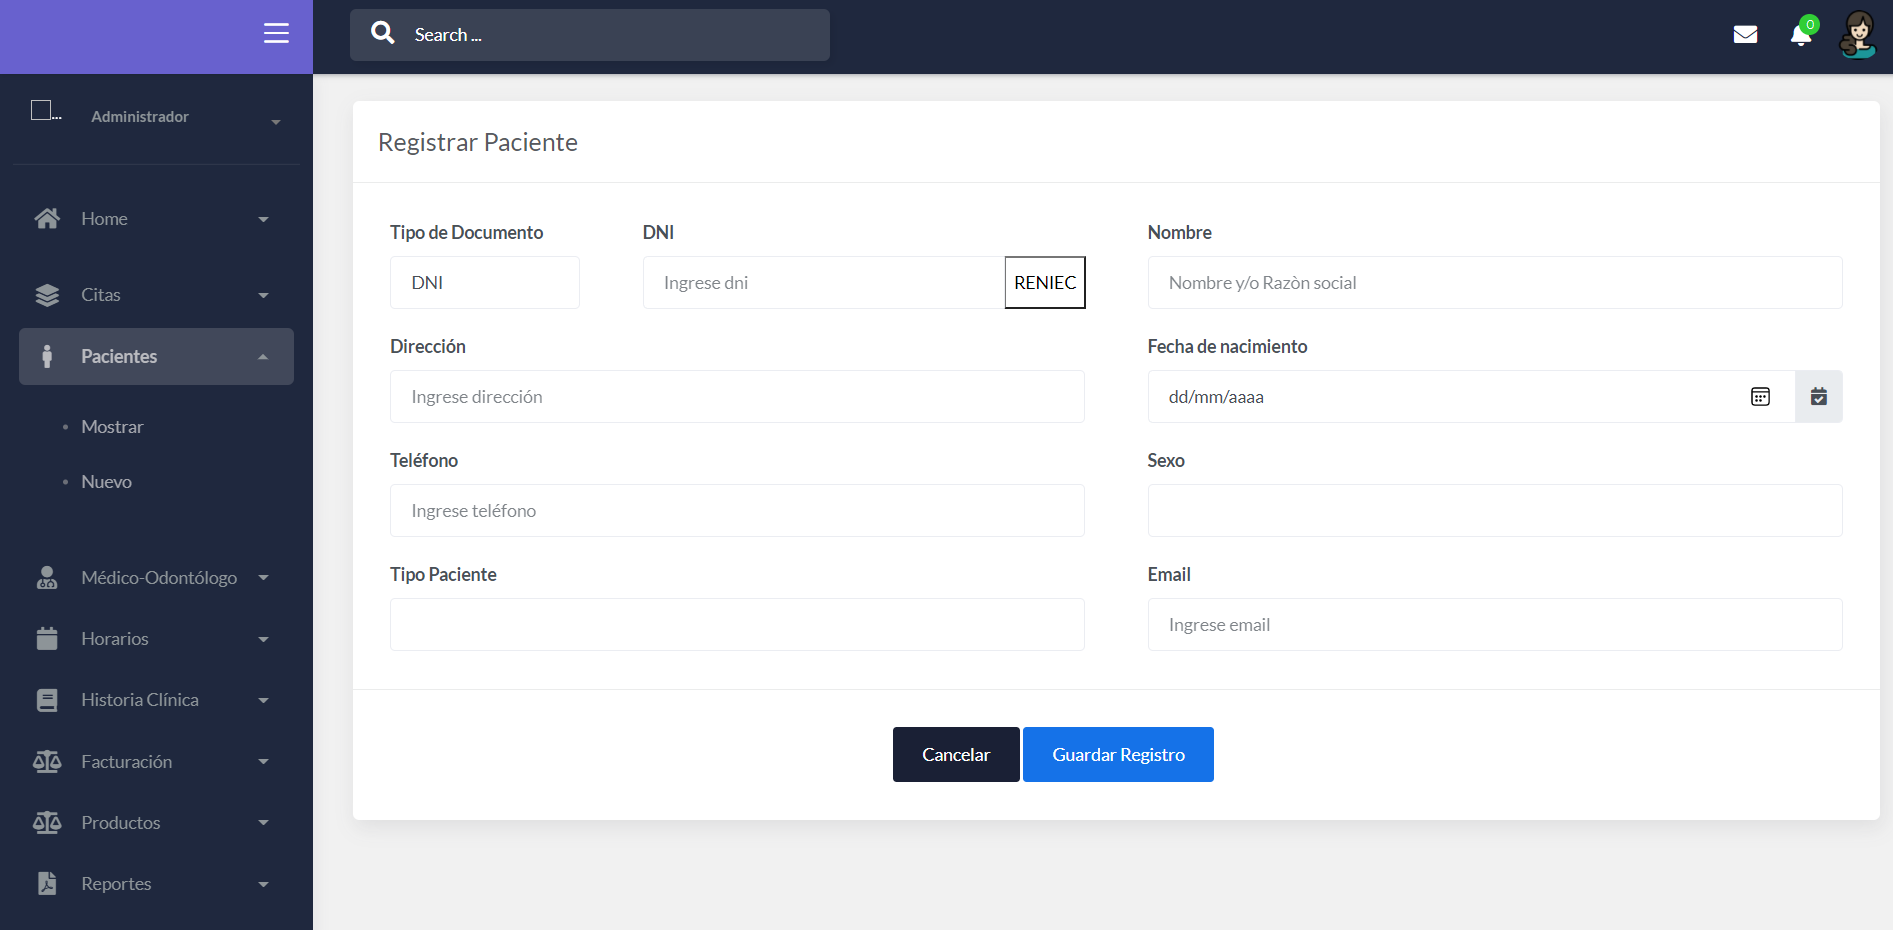 Search ...
0
...
Administrador
Home
Citas
Pacientes
Mostrar
Nuevo
Médico-Odontólogo
Horarios
Historia Clínica
Facturación
Productos
Reportes
Registrar Paciente
Tipo de Documento
DNI
Nombre
DNI
Ingrese dni
RENIEC
Nombre y/o Razòn social
Dirección
Fecha de nacimiento
Ingrese dirección
dd/mm/aaaa
Teléfono
Sexo
Ingrese teléfono
Tipo Paciente
Email
Ingrese email
Cancelar
Guardar Registro